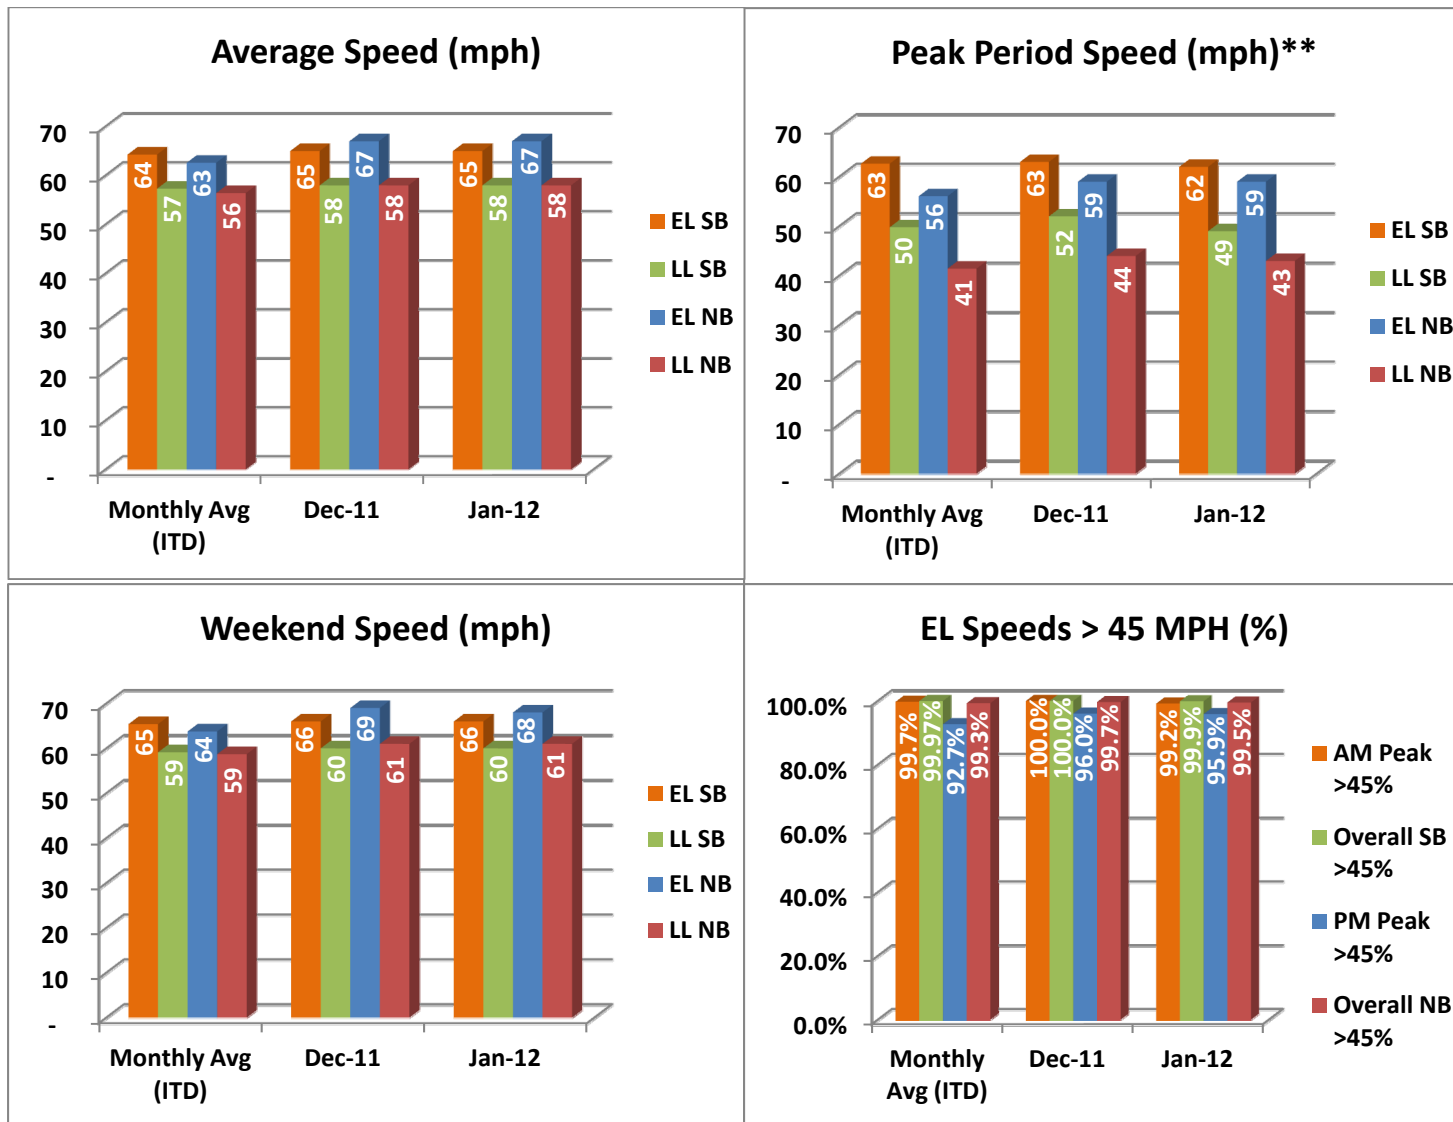 Average Speed (mph)
70
60
50
40
30
20
10
-
64
57
63
56
65
58
67
58
65
58
67
58
Monthly Avg
(ITD)
Dec-11
Jan-12
EL SB
LL SB
EL NB
LL NB
Peak Period Speed (mph)**
70
60
50
40
30
20
10
-
63
50
56
41
63
52
59
44
62
49
59
43
Monthly Avg
(ITD)
Dec-11
Jan-12
EL SB
LL SB
EL NB
LL NB
Weekend Speed (mph)
70
60
50
40
30
20
10
-
65
59
64
59
66
60
69
61
66
60
68
61
Monthly Avg
(ITD)
Dec-11
Jan-12
EL SB
LL SB
EL NB
LL NB
EL Speeds > 45 MPH (%)
100.0%
80.0%
60.0%
40.0%
20.0%
0.0%
99.7%
99.97%
92.7%
99.3%
100.0%
100.0%
96.0%
99.7%
99.2%
99.9%
95.9%
99.5%
Monthly
Avg (ITD)
Dec-11
Jan-12
AM Peak
>45%
Overall SB
>45%
PM Peak
>45%
Overall NB
>45%